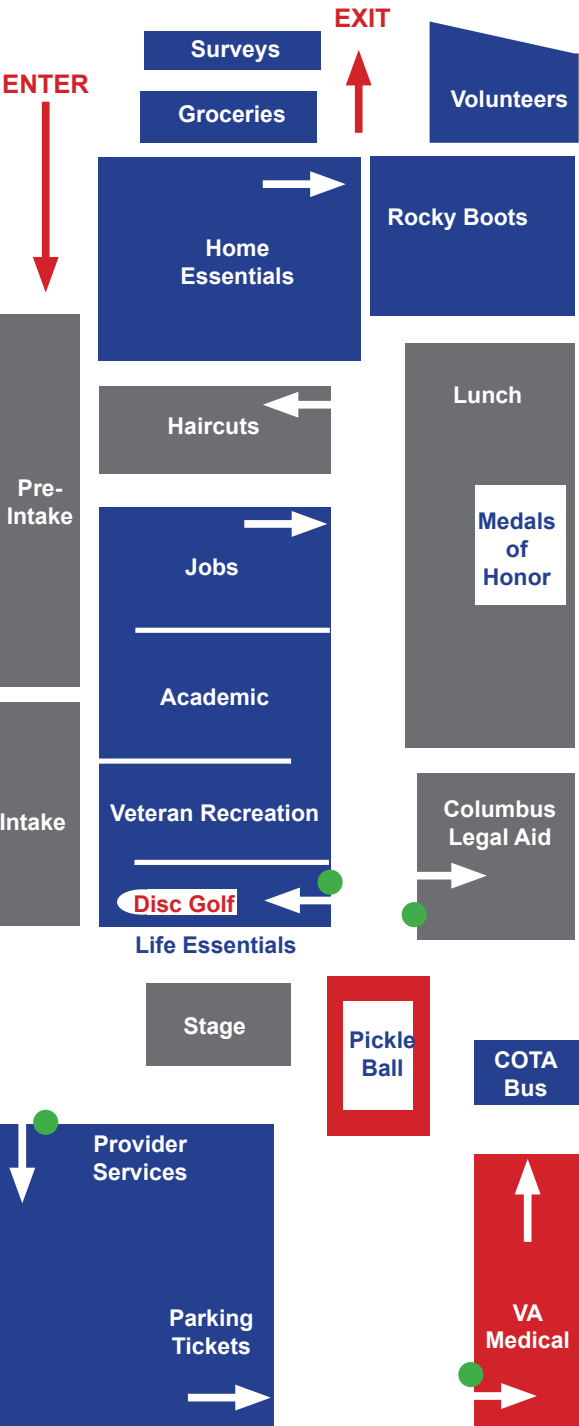 EXIT
Surveys
ENTER
Volunteers
Groceries
Rocky Boots
Home
Essentials
Lunch
Haircuts
Pre-
Intake
Medals
of
Honor
Jobs
Academic
Intake
Veteran Recreation
Columbus
Legal Aid
Disc Golf
Life Essentials
Stage
Pickle
Ball
COTA
Bus
Provider
Services
Parking
Tickets
VA
Medical